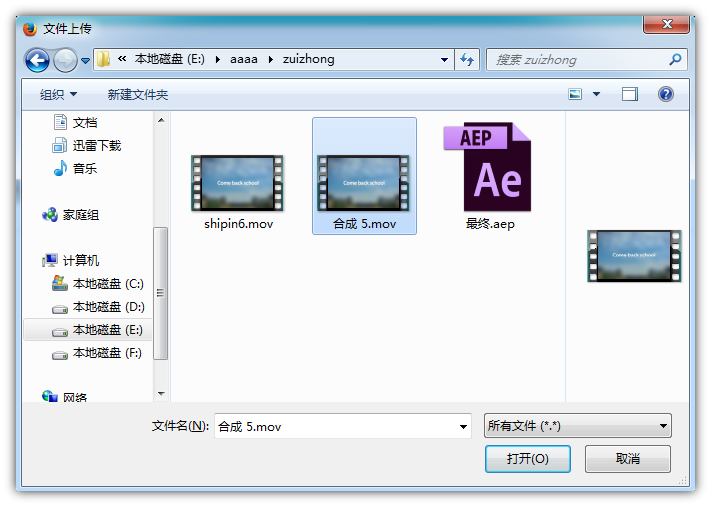 文件上传
« 本地磁盘 (E:) ▸ aaaa ▸ zuizhong
搜索 zuizhong
组织 新建文件夹
文档
迅雷下载
音乐
家庭组
计算机
本地磁盘 (C:)
本地磁盘 (D:)
本地磁盘 (E:)
本地磁盘 (F:)
网络
Come back school
shipin6.mov
Come back school
合成 5.mov
AEP
Ae
最终.aep
Come back school
文件名(N):
合成 5.mov
所有文件 (*.*)
打开(O)
取消